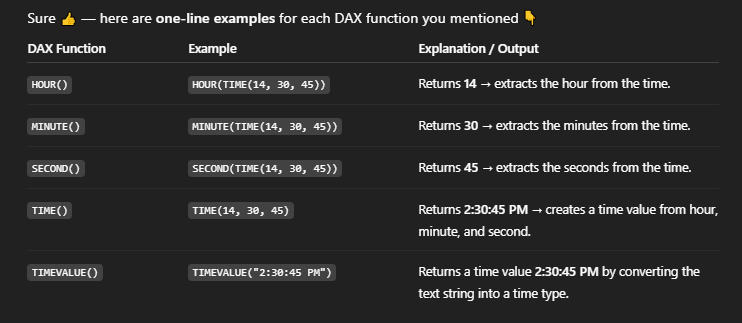 Sure 👍 — here are one-line examples for each DAX function you mentioned 👇
DAX Function Example Explanation / Output
HOUR() HOUR(TIME(14, 30, 45)) Returns 14 → extracts the hour from the time.
MINUTE() MINUTE(TIME(14, 30, 45)) Returns 30 → extracts the minutes from the time.
SECOND() SECOND(TIME(14, 30, 45)) Returns 45 → extracts the seconds from the time.
TIME() TIME(14, 30, 45) Returns 2:30:45 PM → creates a time value from hour,
minute, and second.
TIMEVALUE() TIMEVALUE("2:30:45 PM") Returns a time value 2:30:45 PM by converting the
text string into a time type.